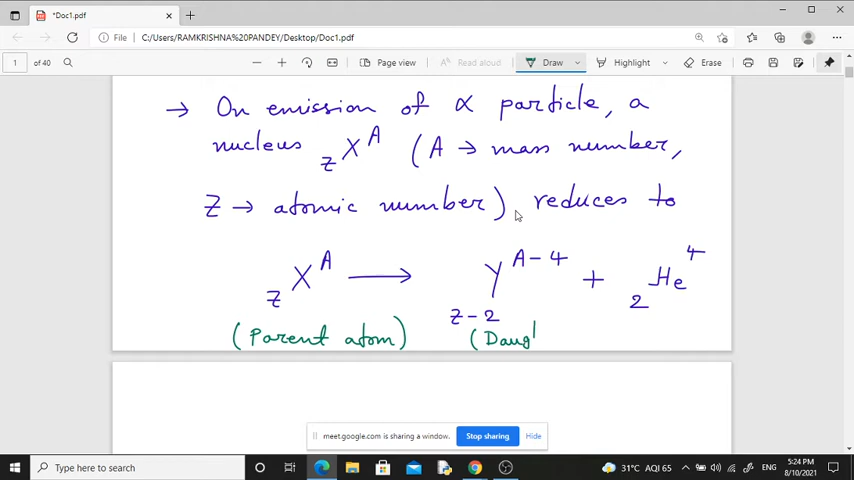 *Doc1.pdf
File C:/Users/RAMKRISHNA%20PANDEY/Desktop/Doc1.pdf
1 of 40 Page view Read aloud Draw Highlight Erase
→ On emission of α particle, a
nucleus zX^A (A → mass number,
Z → atomic number) reduces to
zX^A → z-2Y^A-4 + 2He^4
(Parent atom) (Daug
meet.google.com is sharing a window. Stop sharing Hide
Type here to search 31°C AQI 65 ENG 5:24 PM
8/10/2021